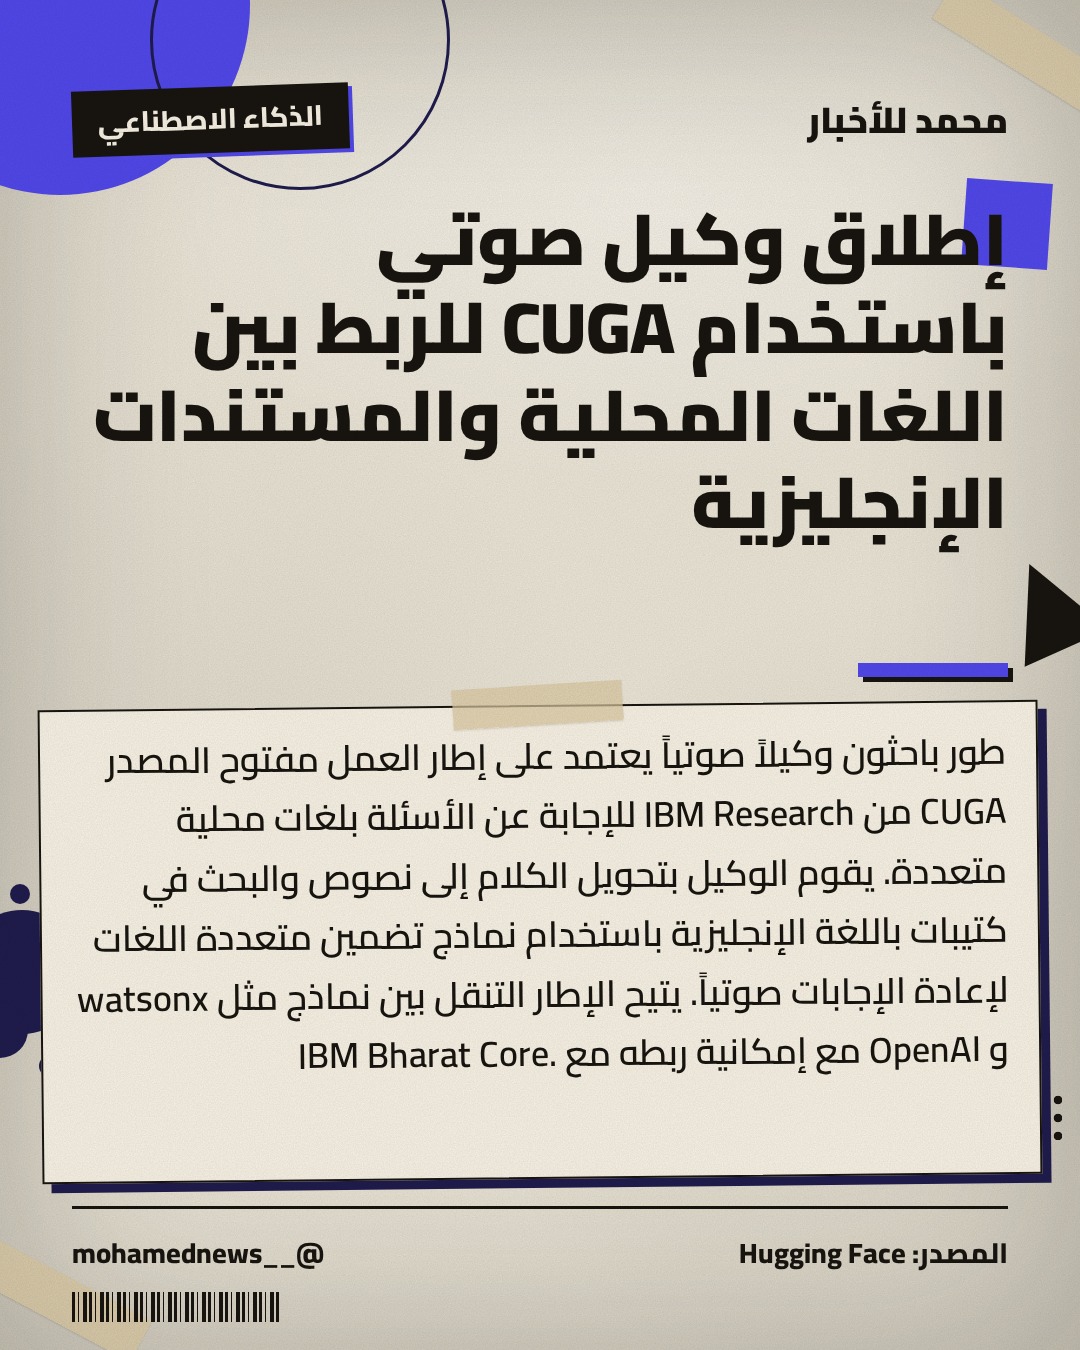 محمد للأخبار
الذكاء الاصطناعي
إطلاق وكيل صوتي
باستخدام CUGA للربط بين
اللغات المحلية والمستندات
الإنجليزية
طور باحثون وكيلاً صوتياً يعتمد على إطار العمل مفتوح المصدر
CUGA من IBM Research للإجابة عن الأسئلة بلغات محلية
متعددة. يقوم الوكيل بتحويل الكلام إلى نصوص والبحث في
كتيبات باللغة الإنجليزية باستخدام نماذج تضمين متعددة اللغات
لإعادة الإجابات صوتياً. يتيح الإطار التنقل بين نماذج مثل watsonx
و OpenAI مع إمكانية ربطه مع IBM Bharat Core.
المصدر: Hugging Face
mohamednews__@